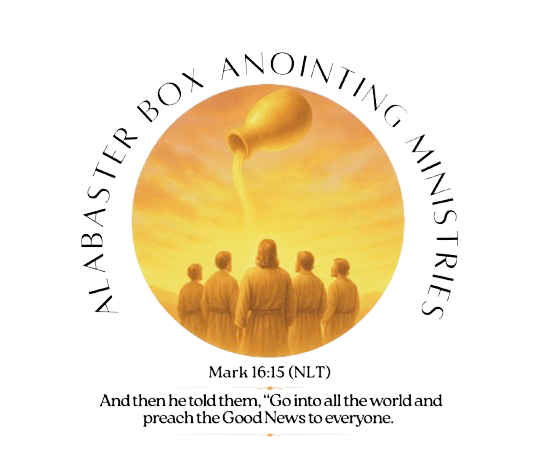 ALABASTER BOX ANOINTING MINISTRIES
Mark 16:15 (NLT)
And then he told them, “Go into all the world and
preach the Good News to everyone.